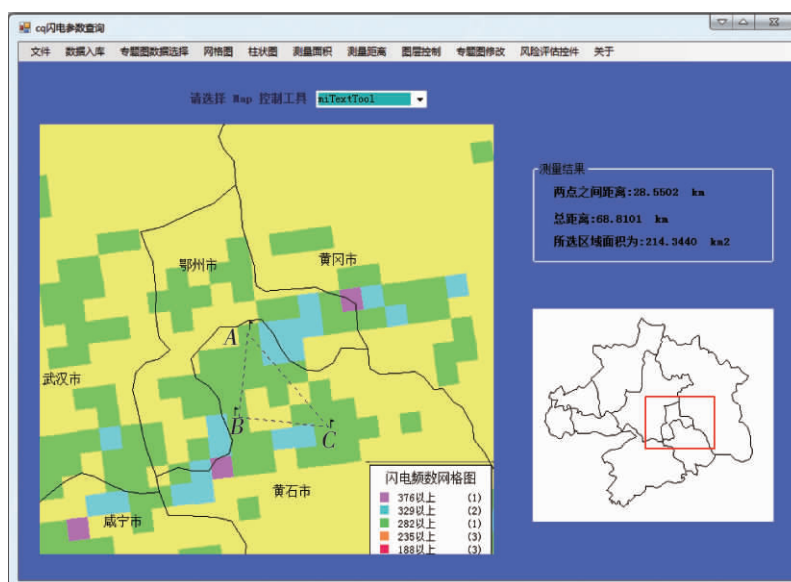 cq闪电参数查询
文件 数据入库 专题图数据选择 网格图 柱状图 测量面积 测量距离 图层控制 专题图修改 风险评估控件 关于
请选择 Map 控制工具 miTextTool
测量结果
两点之间距离:28.5502 km
总距离:68.8101 km
所选区域面积为:214.3440 km2
鄂州市
黄冈市
A
武汉市
B
C
黄石市
咸宁市
闪电频数网格图
376以上 (1)
329以上 (2)
282以上 (1)
235以上 (3)
188以上 (3)